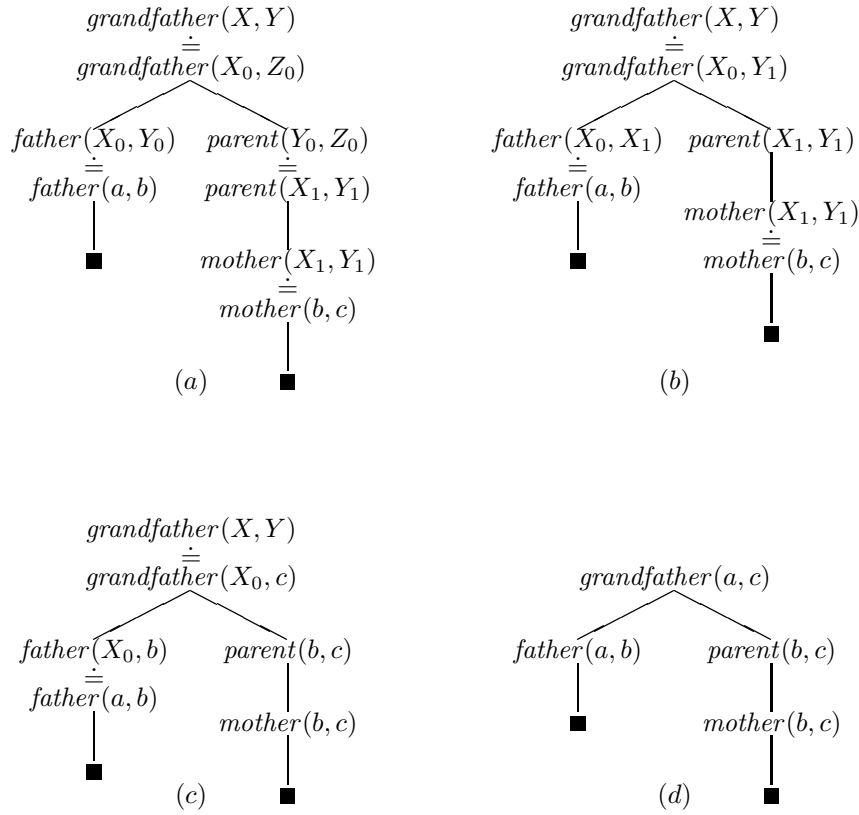 grandfather(X, Y)
≐
grandfather(X₀, Z₀)
father(X₀, Y₀) parent(Y₀, Z₀)
≐ ≐
father(a, b) parent(X₁, Y₁)
mother(X₁, Y₁)
≐
mother(b, c)
(a)
grandfather(X, Y)
≐
grandfather(X₀, Y₁)
father(X₀, X₁) parent(X₁, Y₁)
≐
father(a, b)
mother(X₁, Y₁)
≐
mother(b, c)
(b)
grandfather(X, Y)
≐
grandfather(X₀, c)
father(X₀, b) parent(b, c)
≐
father(a, b)
mother(b, c)
(c)
grandfather(a, c)
father(a, b) parent(b, c)
mother(b, c)
(d)